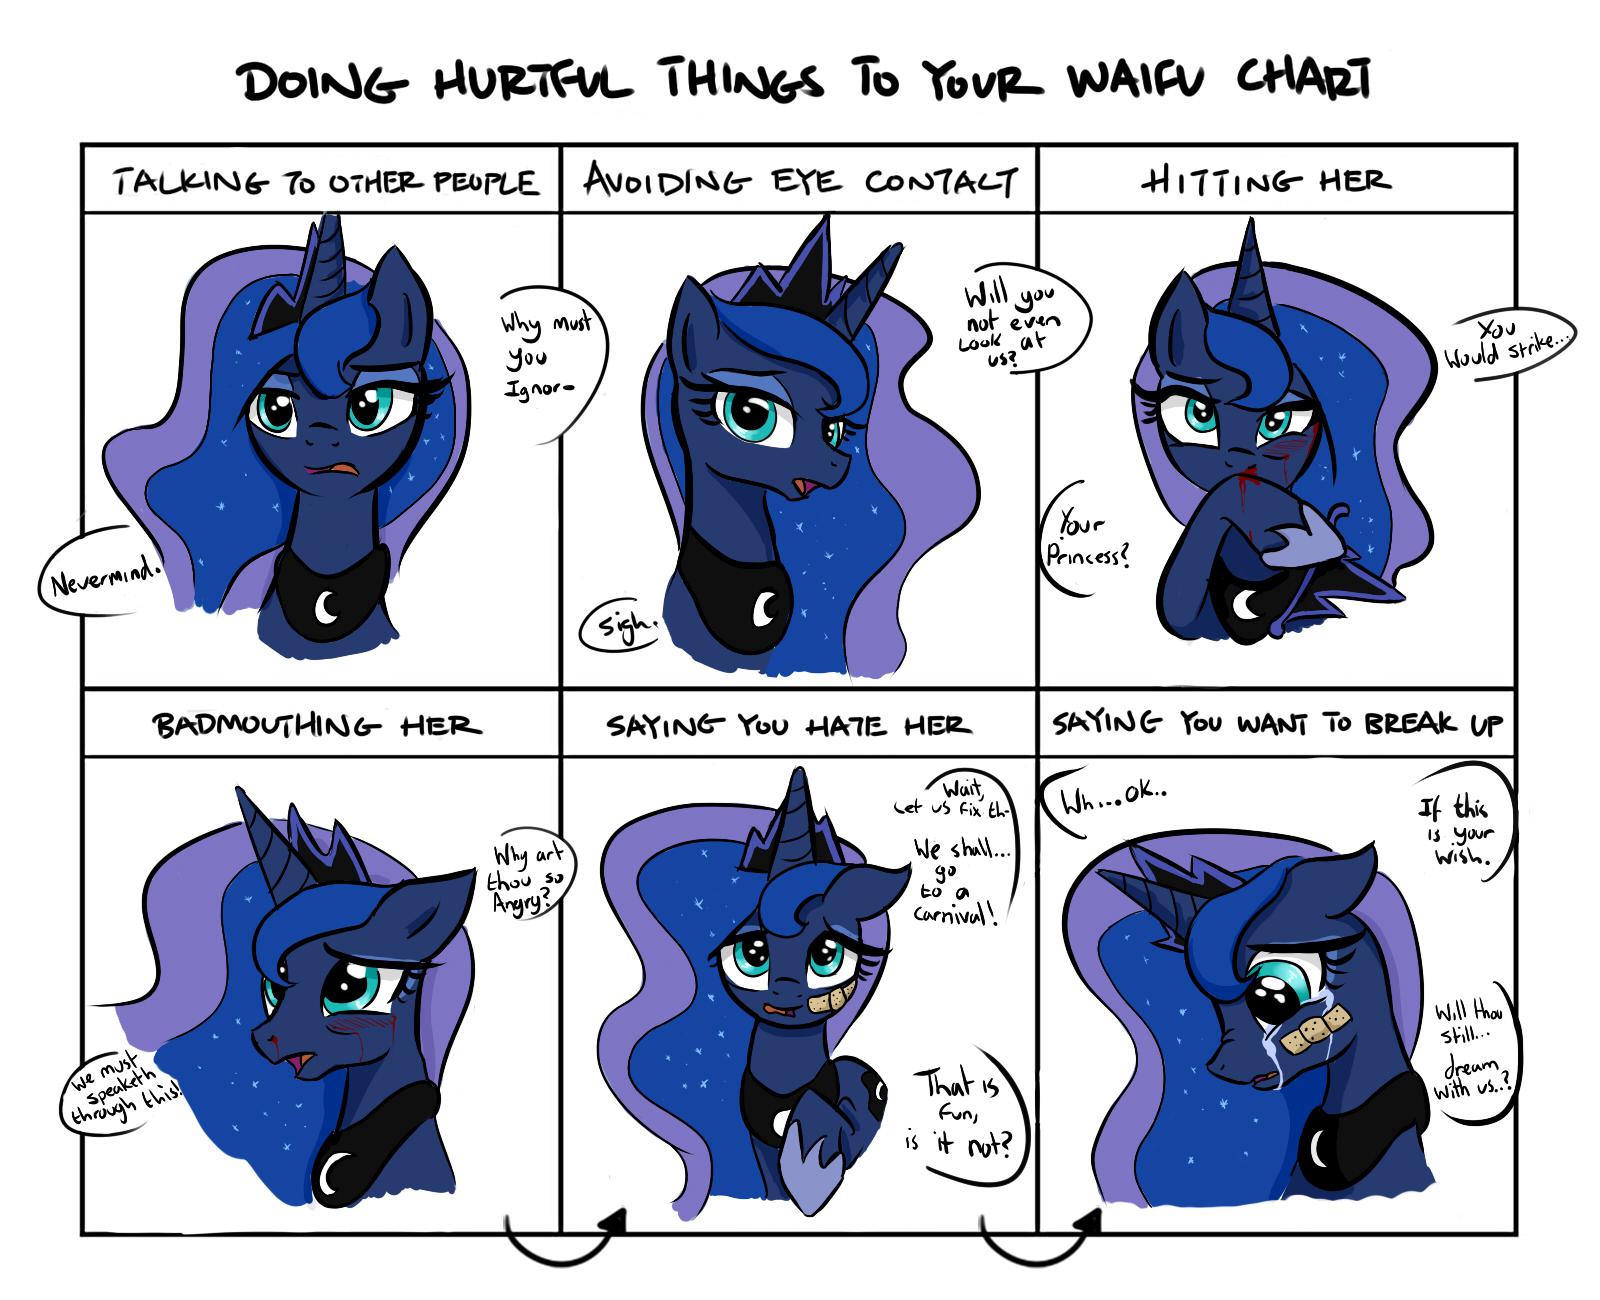 DOING HURTFUL THINGS TO YOUR WAIFU CHART
TALKING TO OTHER PEOPLE
Why must
you
Ignor-
Nevermind.
AVOIDING EYE CONTACT
Will you
not even
Look at
us?
sigh.
HITTING HER
You
Would strike...
Your
Princess?
BADMOUTHING HER
Why art
thou so
Angry?
We must
speaketh
through this!
SAYING YOU HATE HER
Wait,
Let us fix th-
We shall...
go
to a
carnival!
That is
fun,
is it not?
SAYING YOU WANT TO BREAK UP
Wh...OK..
If this
is your
wish.
Will thou
still...
dream
with us..?